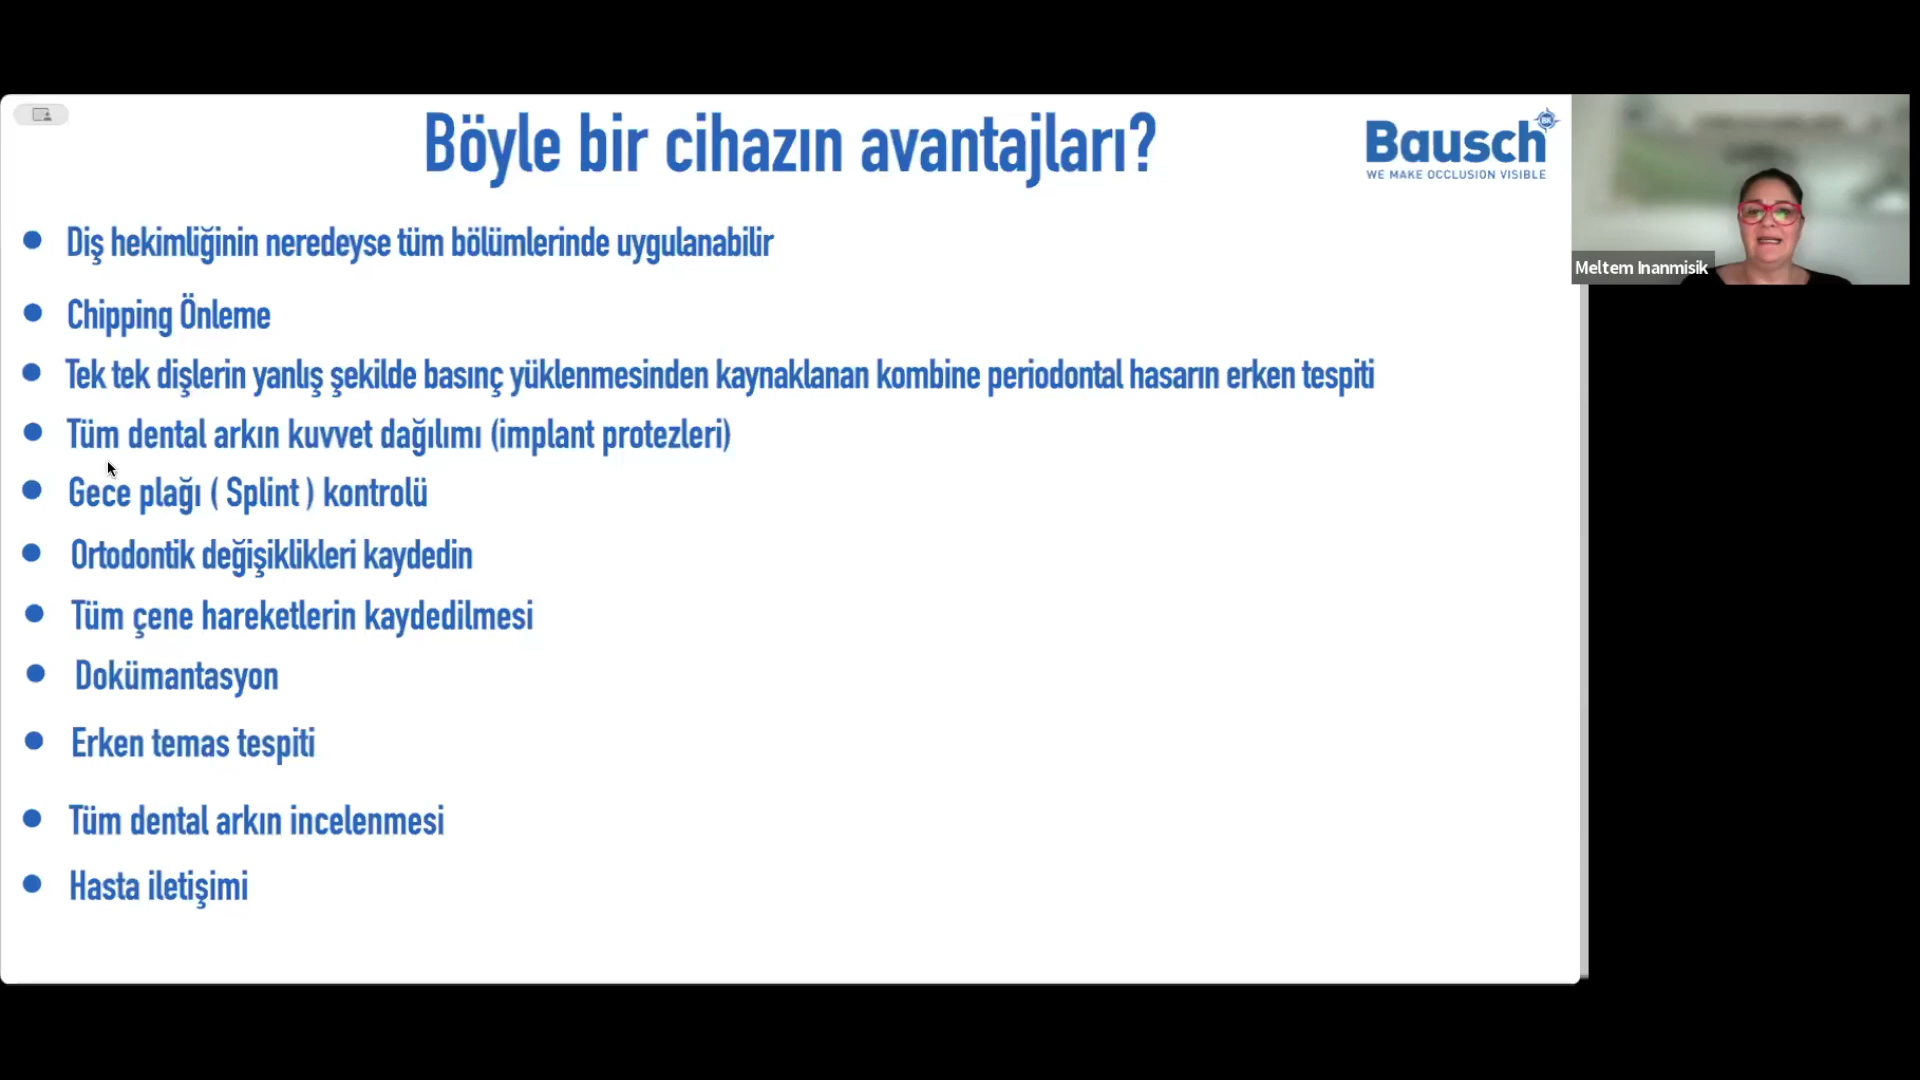 Böyle bir cihazın avantajları?
Bausch
WE MAKE OCCLUSION VISIBLE
Meltem Inanmisik
Diş hekimliğinin neredeyse tüm bölümlerinde uygulanabilir
Chipping Önleme
Tek tek dişlerin yanlış şekilde basınç yüklenmesinden kaynaklanan kombine periodontal hasarın erken tespiti
Tüm dental arkın kuvvet dağılımı (implant protezleri)
Gece plağı ( Splint ) kontrolü
Ortodontik değişiklikleri kaydedin
Tüm çene hareketlerin kaydedilmesi
Dokümantasyon
Erken temas tespiti
Tüm dental arkın incelenmesi
Hasta iletişimi